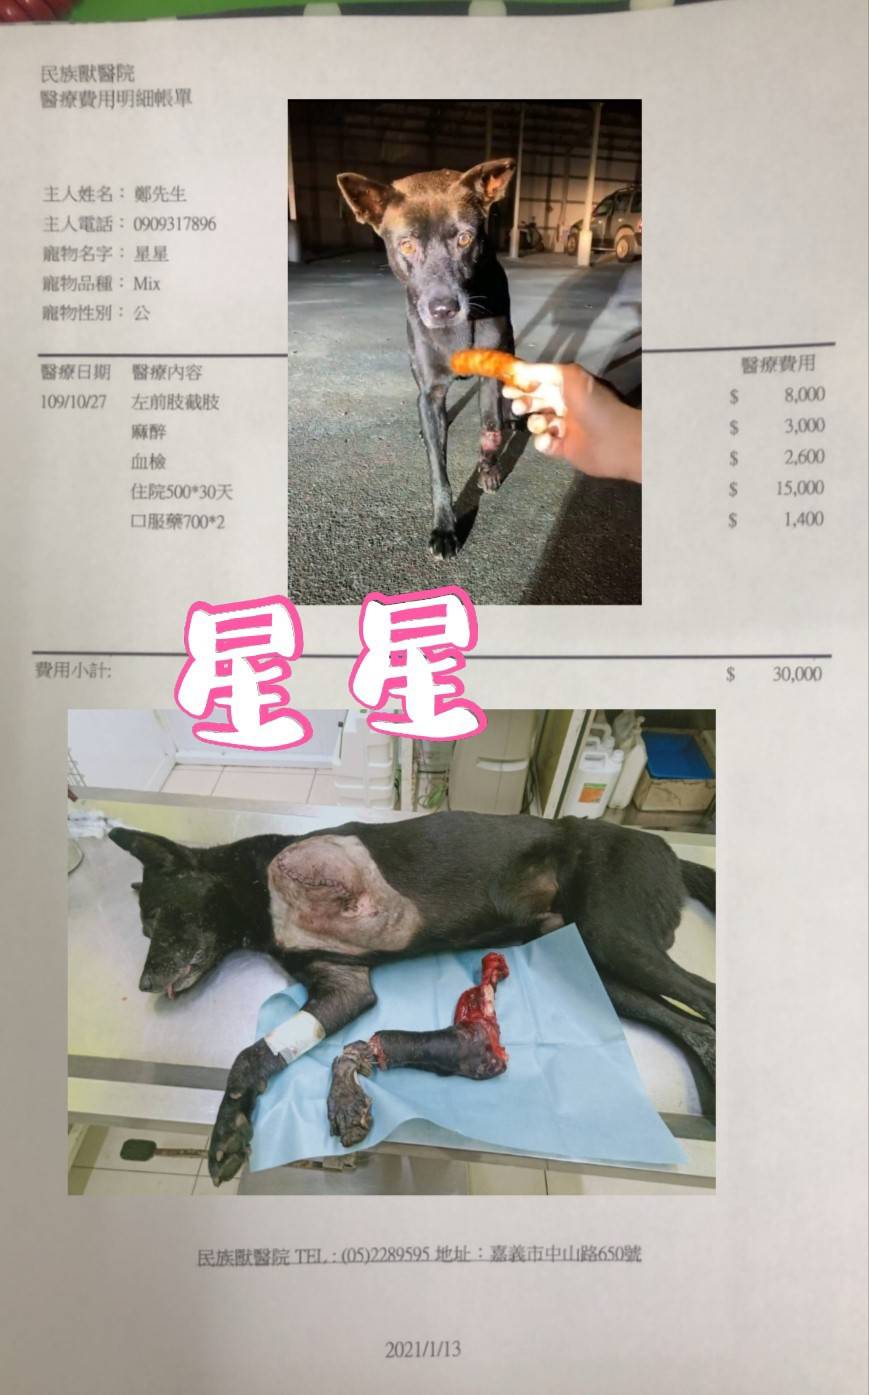 民族獸醫院
醫療費用明細帳單
主人姓名：鄭先生
主人電話：0909317896
寵物名字：星星
寵物品種：Mix
寵物性別：公
醫療日期 醫療內容 醫療費用
109/10/27 左前肢截肢 $ 8,000
麻醉 $ 3,000
血檢 $ 2,600
住院500*30天 $ 15,000
口服藥700*2 $ 1,400
星星
費用小計: $ 30,000
民族獸醫院 TEL : (05)2289595 地址：嘉義市中山路650號
2021/1/13